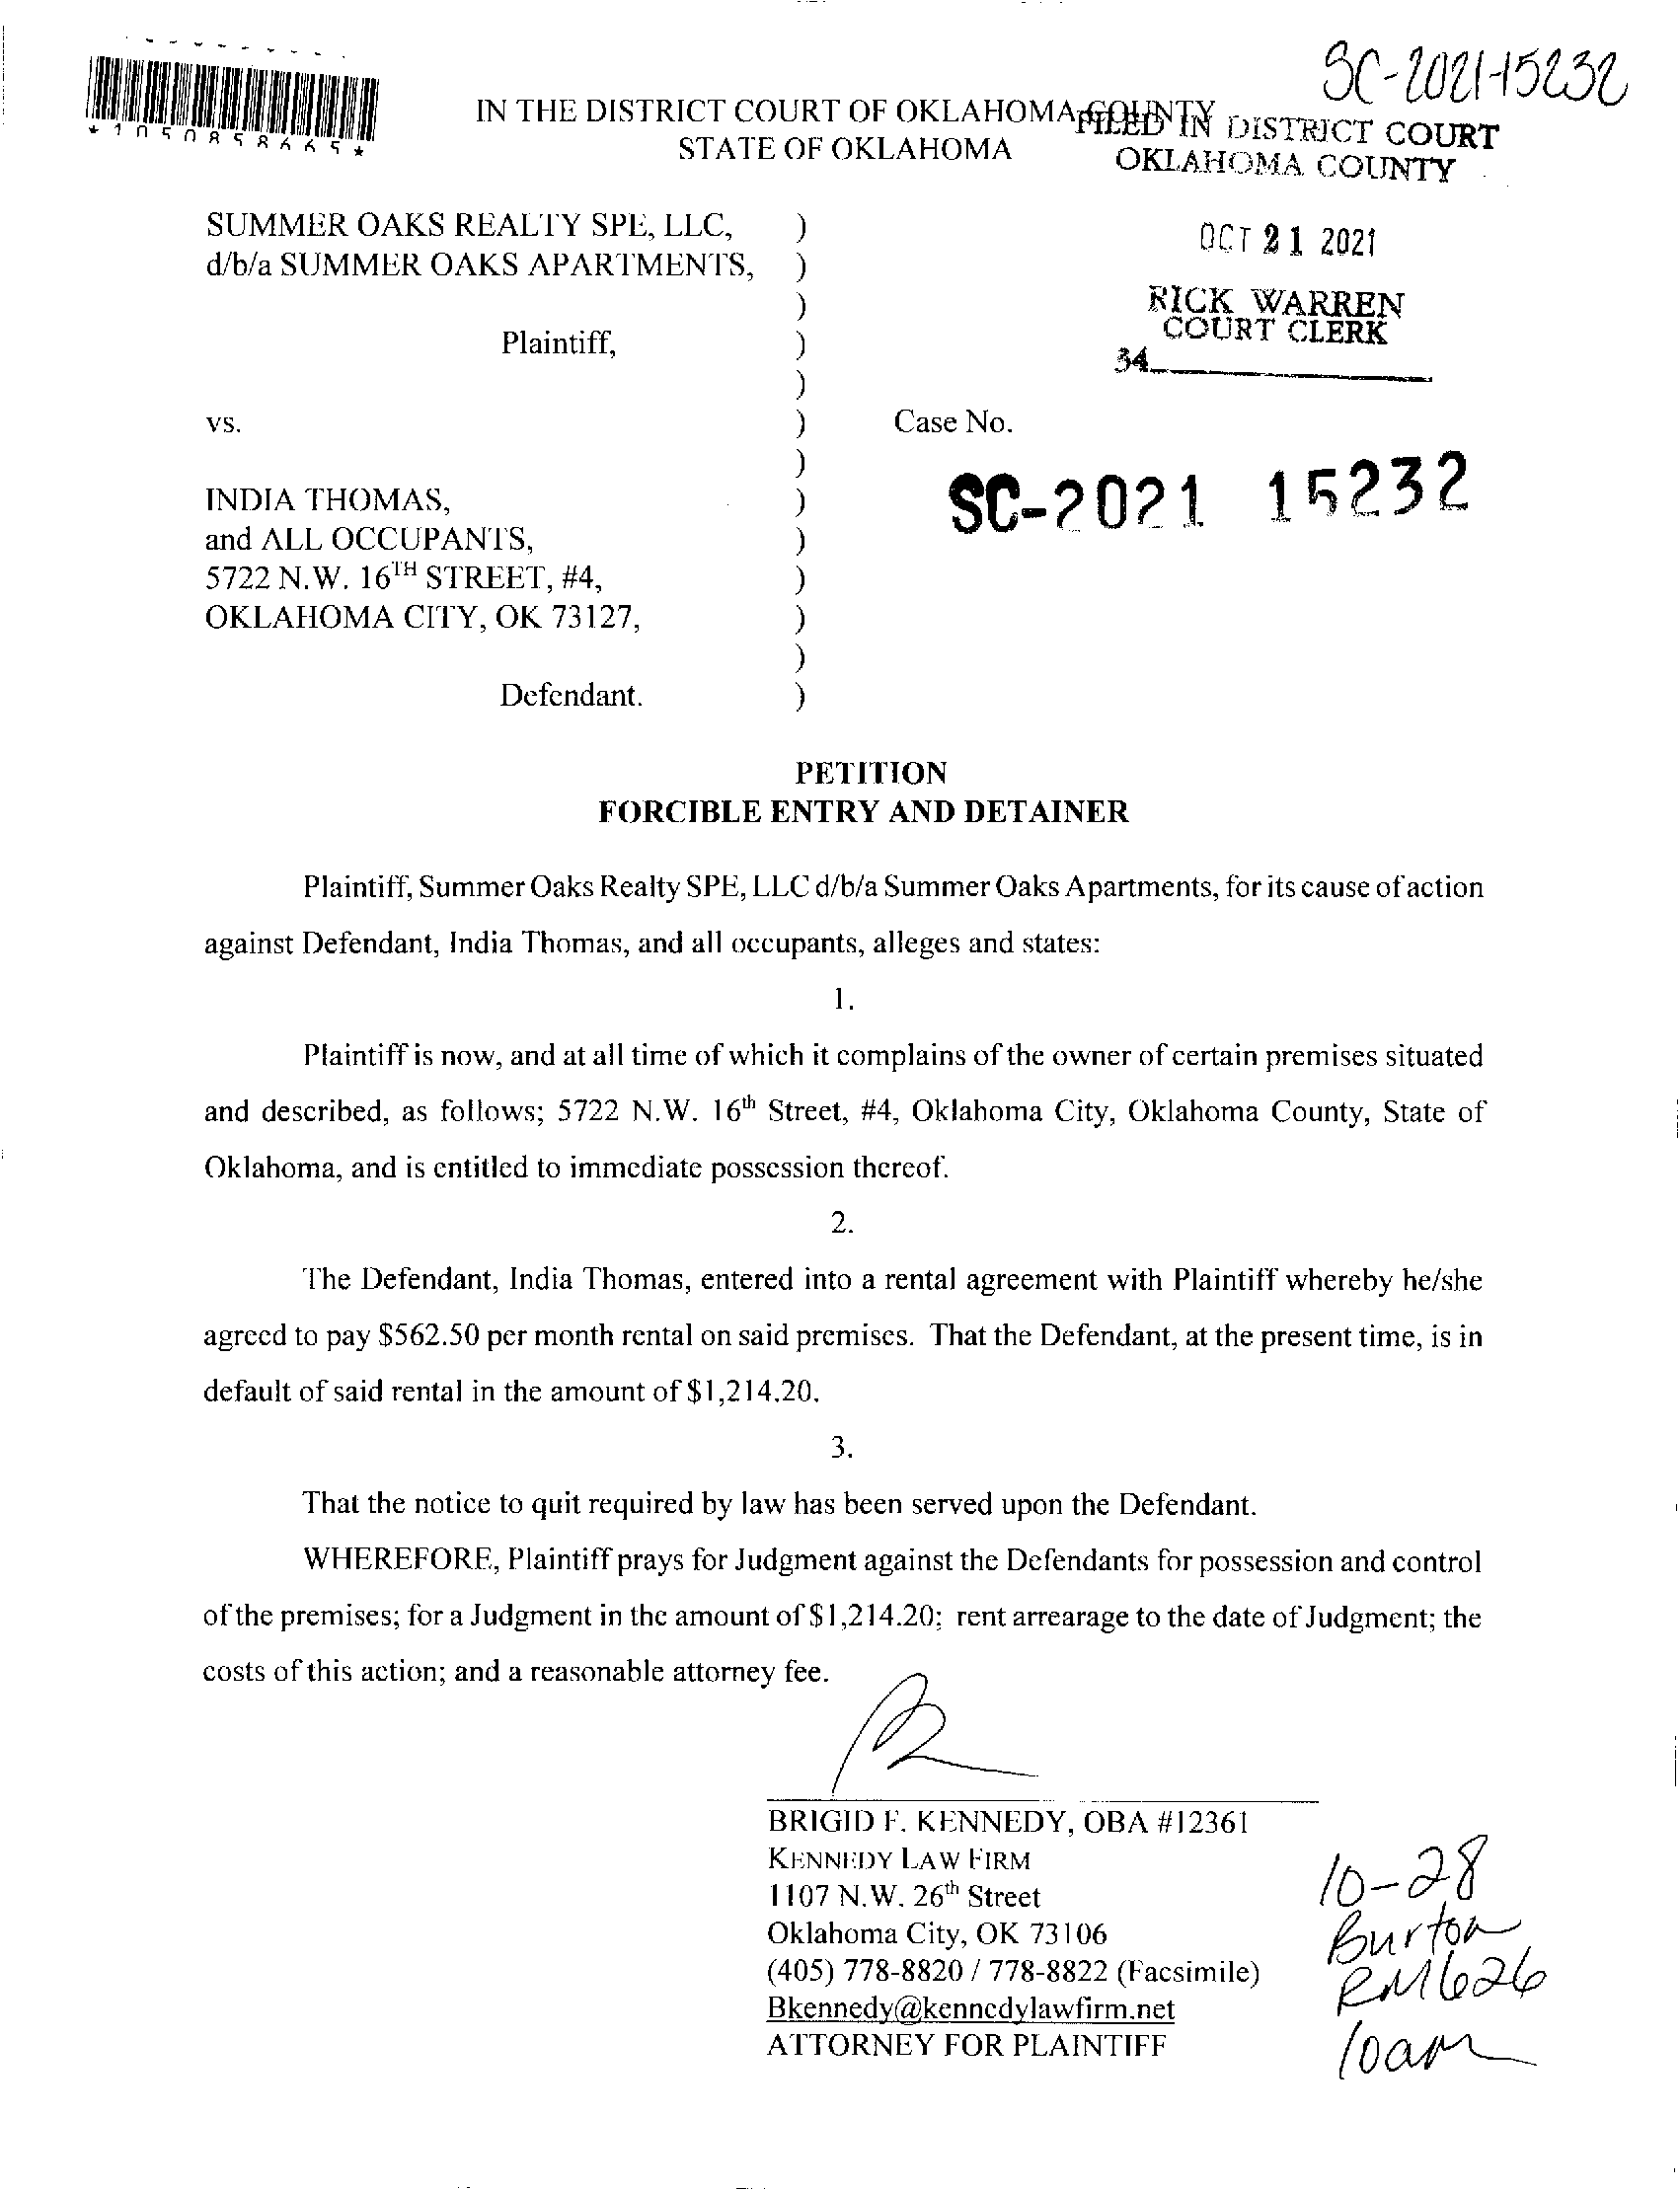 SC-2021-15232
*1050858665*
IN THE DISTRICT COURT OF OKLAHOMA COUNTY
STATE OF OKLAHOMA
FILED IN DISTRICT COURT
OKLAHOMA COUNTY
OCT 21 2021
RICK WARREN
COURT CLERK
34
SUMMER OAKS REALTY SPE, LLC, )
d/b/a SUMMER OAKS APARTMENTS, )
)
Plaintiff, )
)
vs. ) Case No.
)
SC-2021 15232
INDIA THOMAS, )
and ALL OCCUPANTS, )
5722 N.W. 16TH STREET, #4, )
OKLAHOMA CITY, OK 73127, )
)
Defendant. )
PETITION
FORCIBLE ENTRY AND DETAINER
Plaintiff, Summer Oaks Realty SPE, LLC d/b/a Summer Oaks Apartments, for its cause of action
against Defendant, India Thomas, and all occupants, alleges and states:
1.
Plaintiff is now, and at all time of which it complains of the owner of certain premises situated
and described, as follows; 5722 N.W. 16th Street, #4, Oklahoma City, Oklahoma County, State of
Oklahoma, and is entitled to immediate possession thereof.
2.
The Defendant, India Thomas, entered into a rental agreement with Plaintiff whereby he/she
agreed to pay $562.50 per month rental on said premises. That the Defendant, at the present time, is in
default of said rental in the amount of $1,214.20.
3.
That the notice to quit required by law has been served upon the Defendant.
WHEREFORE, Plaintiff prays for Judgment against the Defendants for possession and control
of the premises; for a Judgment in the amount of $1,214.20; rent arrearage to the date of Judgment; the
costs of this action; and a reasonable attorney fee.
BRIGID F. KENNEDY, OBA #12361
KENNEDY LAW FIRM
1107 N.W. 26th Street
Oklahoma City, OK 73106
(405) 778-8820 / 778-8822 (Facsimile)
Bkennedy@kennedylawfirm.net
ATTORNEY FOR PLAINTIFF
10-28
Burton
RM626
10am